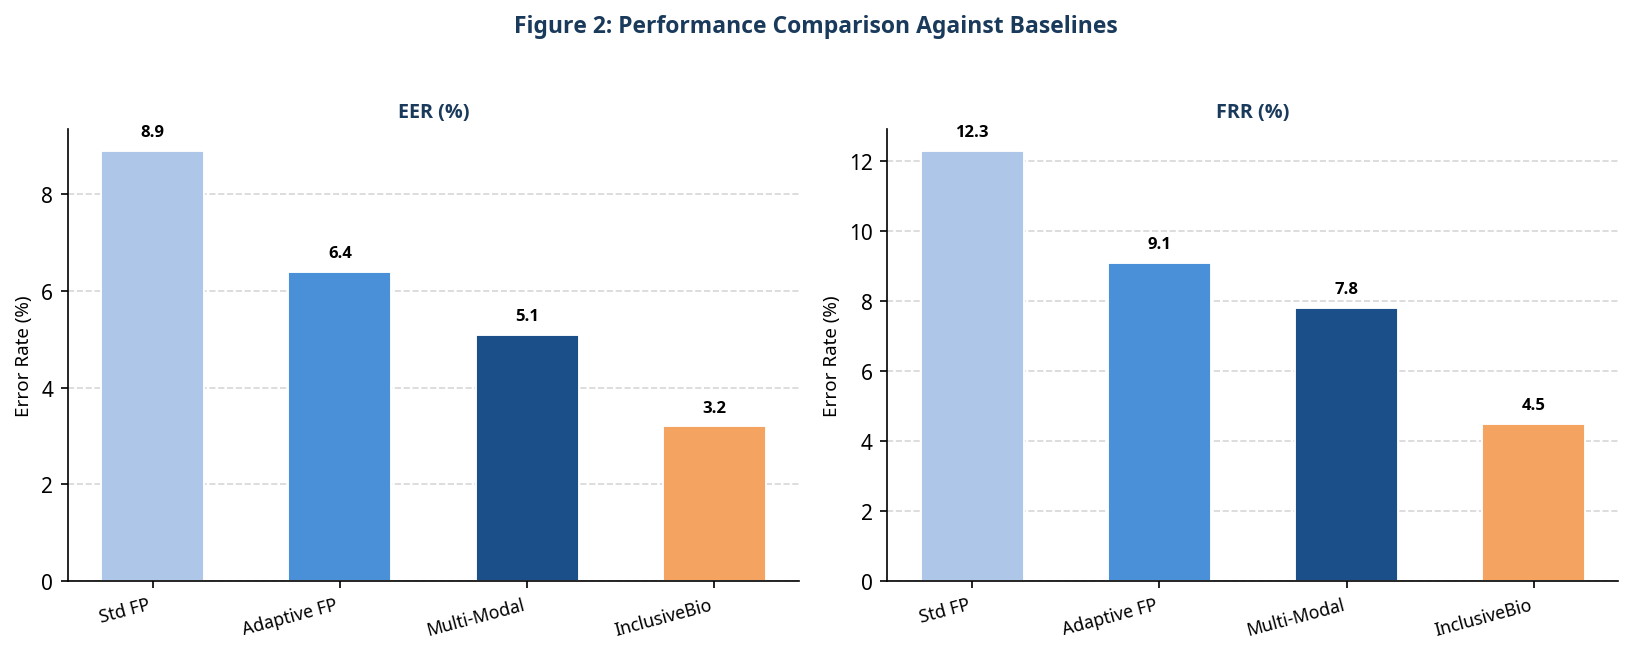 Figure 2: Performance Comparison Against Baselines
EER (%)
Error Rate (%)
8
6
4
2
0
8.9
6.4
5.1
3.2
Std FP
Adaptive FP
Multi-Modal
InclusiveBio
FRR (%)
Error Rate (%)
12
10
8
6
4
2
0
12.3
9.1
7.8
4.5
Std FP
Adaptive FP
Multi-Modal
InclusiveBio